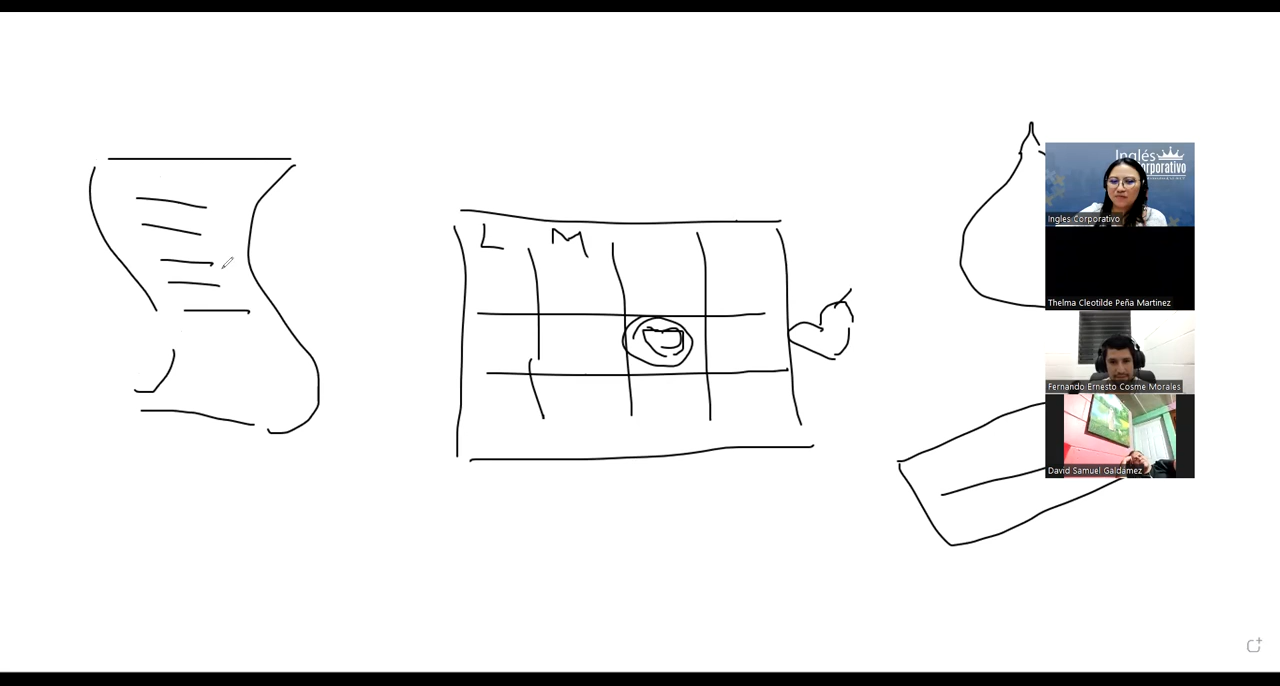 L M
Inglés
Corporativo
Ingles Corporativo
Thelma Cleotilde Peña Martinez
Fernando Ernesto Cosme Morales
David Samuel Galdamez